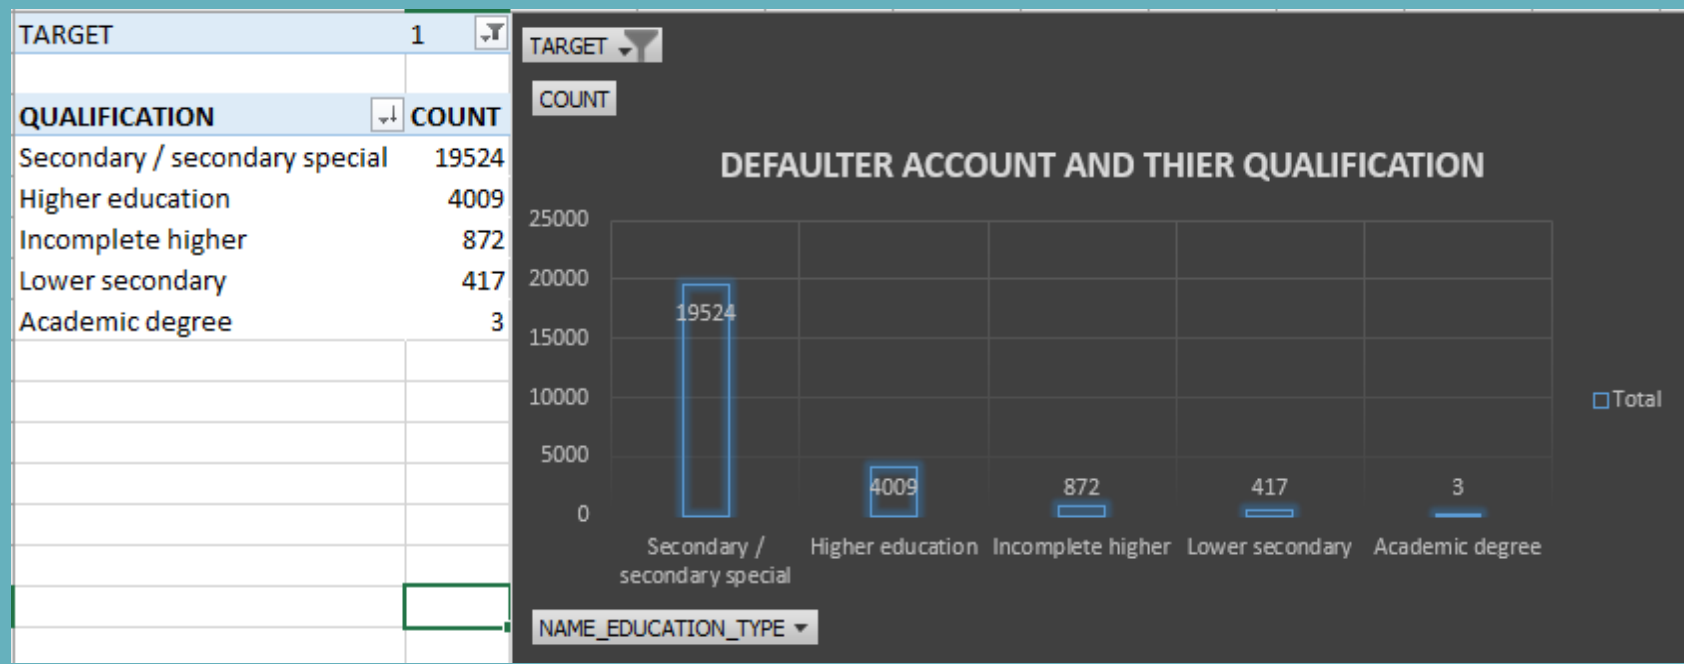 TARGET 1
QUALIFICATION COUNT
Secondary / secondary special 19524
Higher education 4009
Incomplete higher 872
Lower secondary 417
Academic degree 3
TARGET
COUNT
DEFAULTER ACCOUNT AND THIER QUALIFICATION
25000
20000
15000
10000
5000
0
19524
4009
872
417
3
Secondary /
secondary special
Higher education
Incomplete higher
Lower secondary
Academic degree
Total
NAME_EDUCATION_TYPE